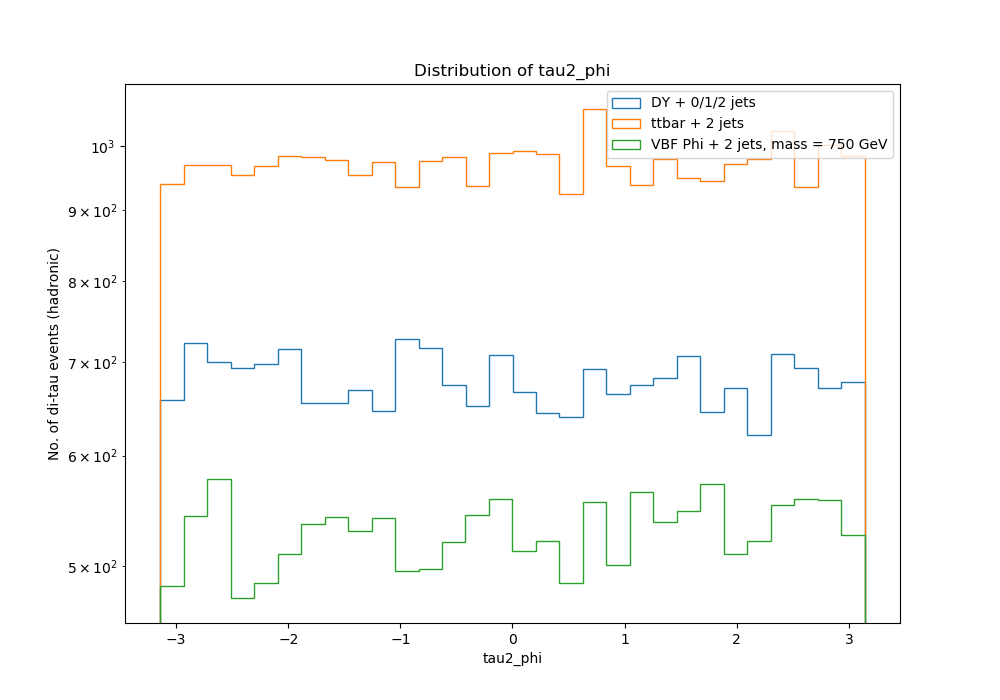 Distribution of tau2_phi
DY + 0/1/2 jets
ttbar + 2 jets
VBF Phi + 2 jets, mass = 750 GeV
No. of di-tau events (hadronic)
10³
9 × 10²
8 × 10²
7 × 10²
6 × 10²
5 × 10²
−3 −2 −1 0 1 2 3
tau2_phi